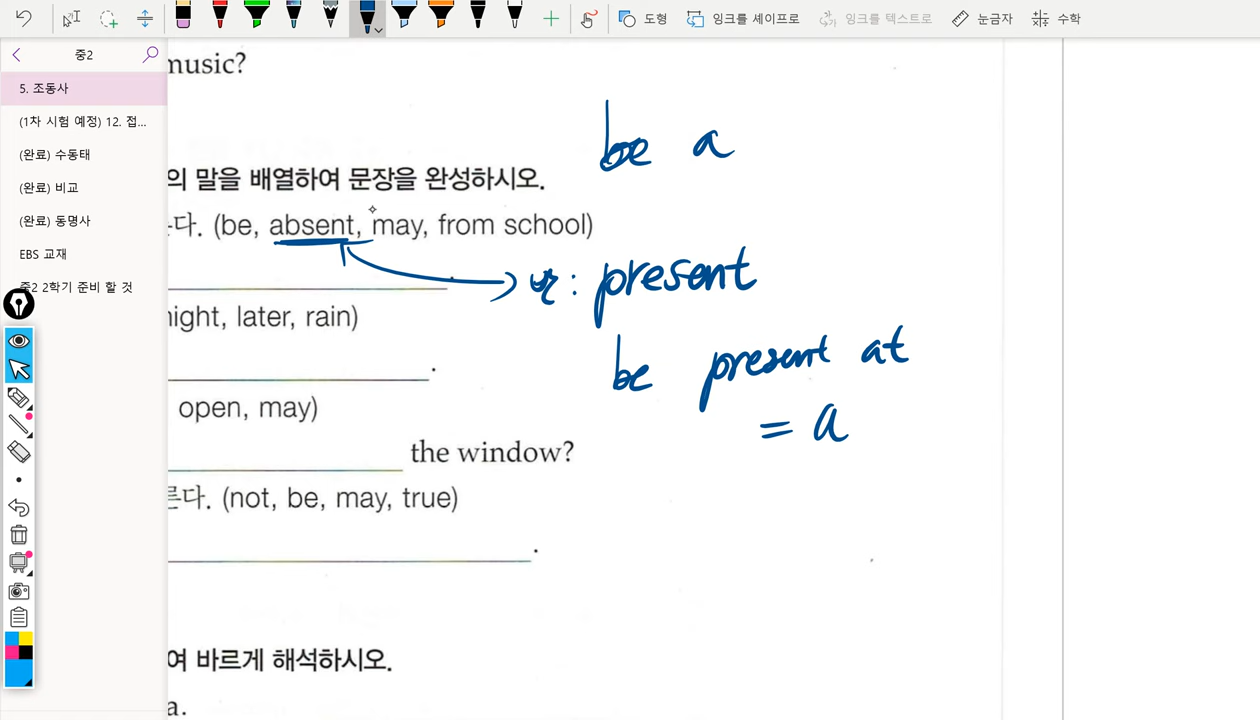 도형
잉크를 셰이프로
잉크를 텍스트로
눈금자
수학
중2
5. 조동사
(1차 시험 예정) 12. 접...
(완료) 수동태
(완료) 비교
(완료) 동명사
EBS 교재
중2 2학기 준비 할 것
music?
be a
의 말을 배열하여 문장을 완성하시오.
다. (be, absent, may, from school)
반 : present
.
night, later, rain)
be present at
.
= a
open, may)
the window?
른다. (not, be, may, true)
.
여 바르게 해석하시오.
a.